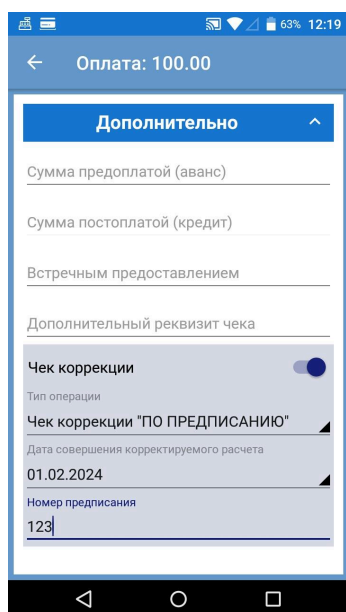 63% 12:19
Оплата: 100.00
Дополнительно
Сумма предоплатой (аванс)
Сумма постоплатой (кредит)
Встречным предоставлением
Дополнительный реквизит чека
Чек коррекции
Тип операции
Чек коррекции "ПО ПРЕДПИСАНИЮ"
Дата совершения корректируемого расчета
01.02.2024
Номер предписания
123